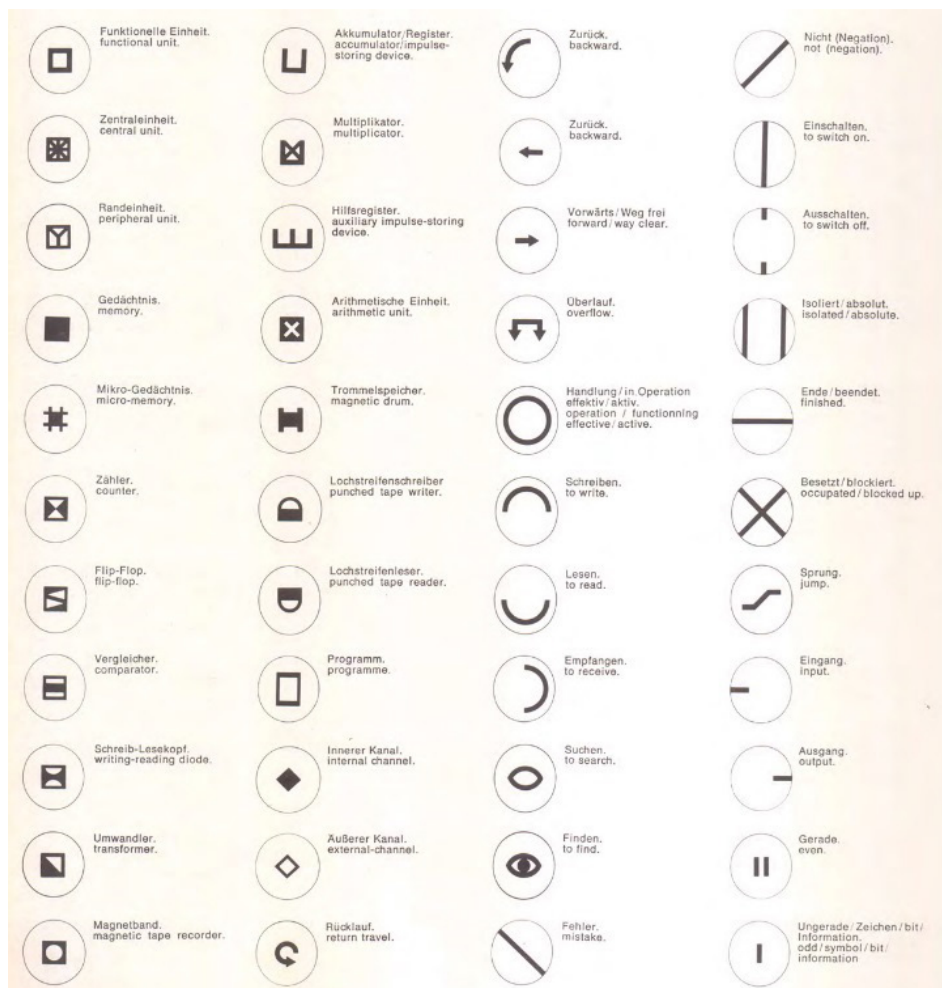 Funktionelle Einheit.
functional unit.
Zentraleinheit.
central unit.
Randeinheit.
peripheral unit.
Gedächtnis.
memory.
Mikro-Gedächtnis.
micro-memory.
Zähler.
counter.
Flip-Flop.
flip-flop.
Vergleicher.
comparator.
Schreib-Lesekopf.
writing-reading diode.
Umwandler.
transformer.
Magnetband.
magnetic tape recorder.
Akkumulator/Register.
accumulator/impulse-
storing device.
Multiplikator.
multiplicator.
Hilfsregister.
auxiliary impulse-storing
device.
Arithmetische Einheit.
arithmetic unit.
Trommelspeicher.
magnetic drum.
Lochstreifenschreiber
punched tape writer.
Lochstreifenleser.
punched tape reader.
Programm.
programme.
Innerer Kanal.
internal channel.
Äußerer Kanal.
external-channel.
Rücklauf.
return travel.
Zurück.
backward.
Zurück.
backward.
Vorwärts/Weg frei
forward/way clear.
Überlauf.
overflow.
Handlung/in Operation
effektiv/aktiv.
operation / functionning
effective/active.
Schreiben.
to write.
Lesen.
to read.
Empfangen.
to receive.
Suchen.
to search.
Finden.
to find.
Fehler.
mistake.
Nicht (Negation).
not (negation).
Einschalten.
to switch on.
Ausschalten.
to switch off.
Isoliert/absolut.
isolated/absolute.
Ende/beendet.
finished.
Besetzt/blockiert.
occupated/blocked up.
Sprung.
jump.
Eingang.
input.
Ausgang.
output.
Gerade.
even.
Ungerade/Zeichen/bit/
Information.
odd/symbol/bit/
information